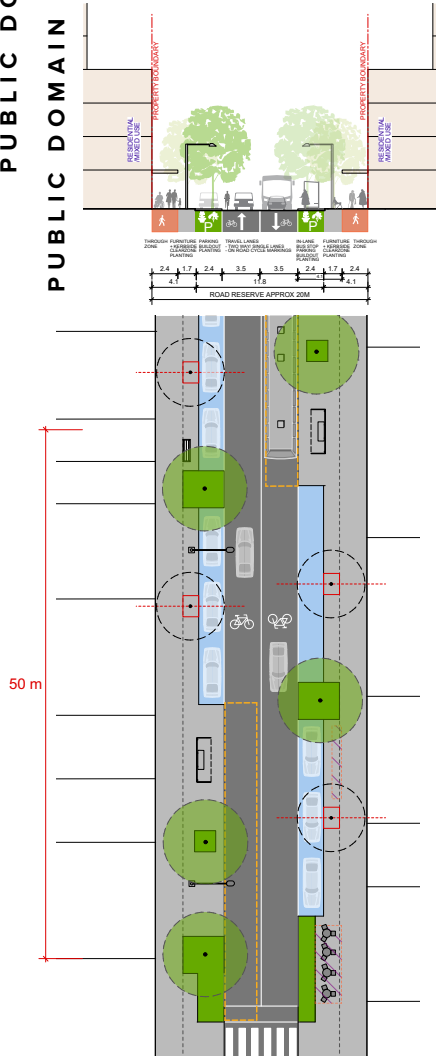 PUBLIC DO
PUBLIC DOMAIN
PROPERTY BOUNDARY
PROPERTY BOUNDARY
RESIDENTIAL
/MIXED USE
RESIDENTIAL
/MIXED USE
P
P
THROUGH
ZONE
FURNITURE
+ KERBSIDE
CLEARZONE
PLANTING
PARKING
BUILDOUT
PLANTING
TRAVEL LANES
- TWO WAY SINGLE LANES
- ON ROAD CYCLE MARKINGS
IN-LANE
BUS STOP
PARKING
BUILDOUT
PLANTING
FURNITURE
+ KERBSIDE
CLEARZONE
PLANTING
THROUGH
ZONE
2.4 1.7 2.4 3.5 3.5 2.4 1.7 2.4
4.1
4.1 11.8 4.1
ROAD RESERVE APPROX 20M
50 m